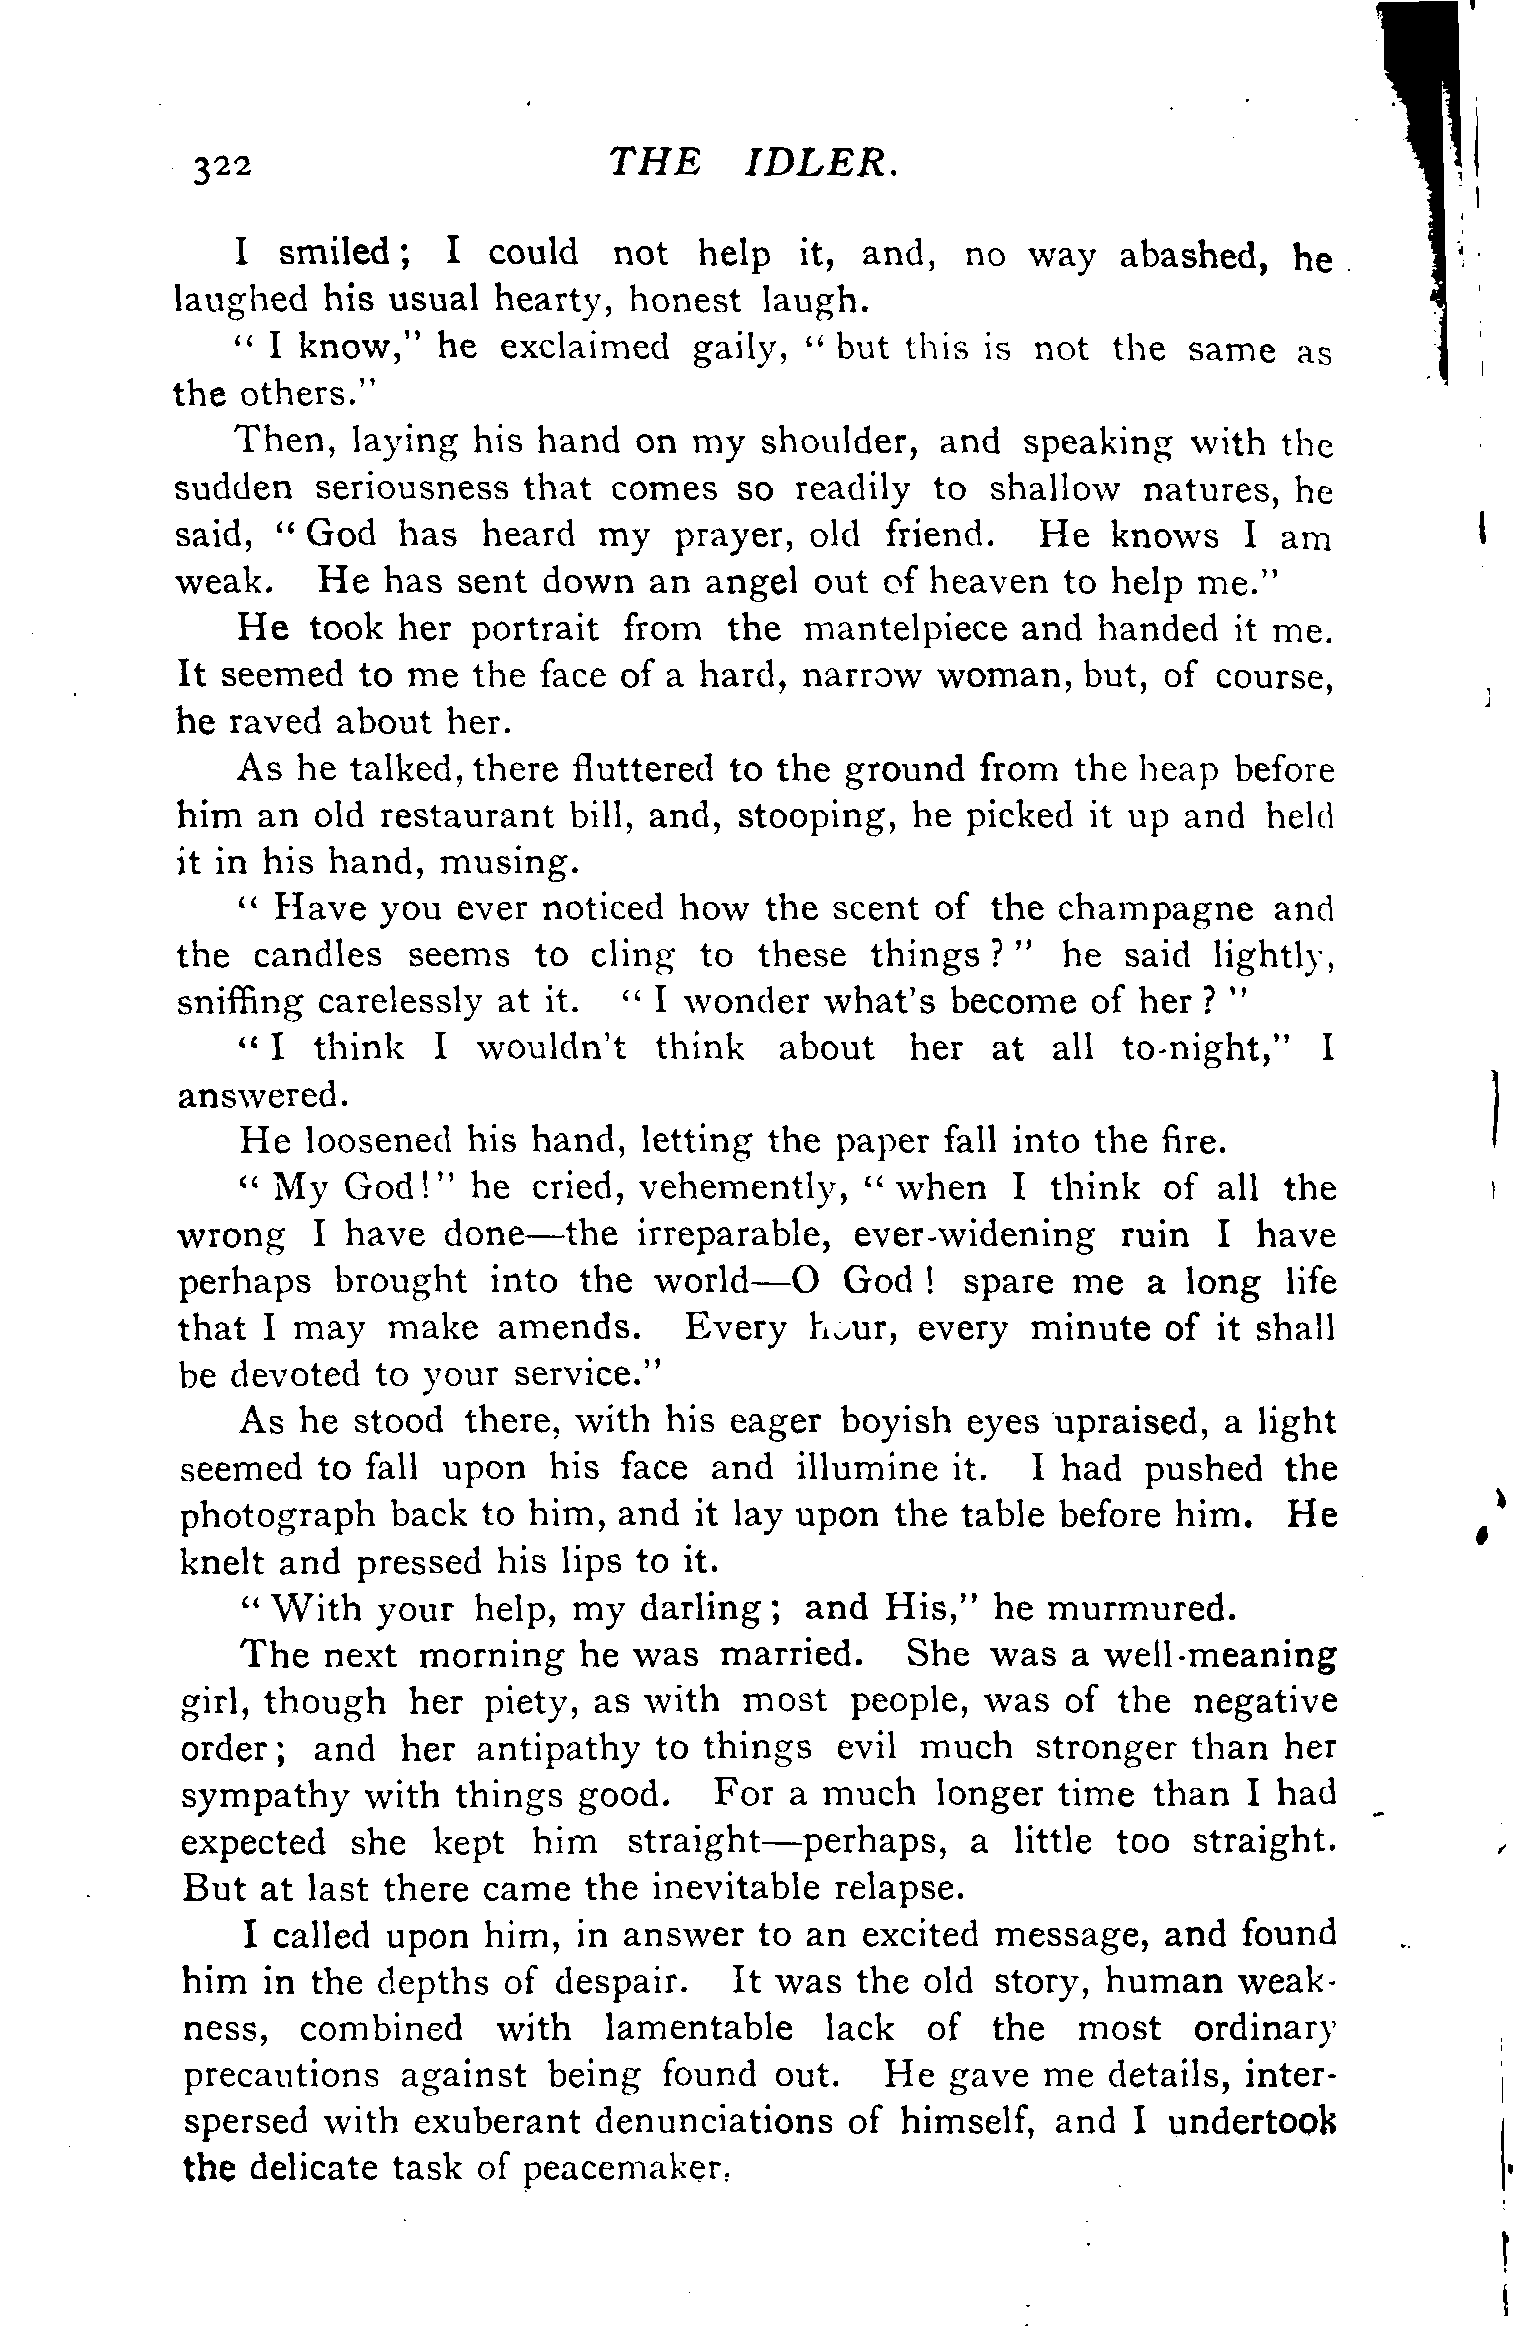 322 THE IDLER.
I smiled; I could not help it, and, no way abashed, he
laughed his usual hearty, honest laugh.
“ I know,” he exclaimed gaily, “ but this is not the same as
the others.”
Then, laying his hand on my shoulder, and speaking with the
sudden seriousness that comes so readily to shallow natures, he
said, “ God has heard my prayer, old friend. He knows I am
weak. He has sent down an angel out of heaven to help me.”
He took her portrait from the mantelpiece and handed it me.
It seemed to me the face of a hard, narrow woman, but, of course,
he raved about her.
As he talked, there fluttered to the ground from the heap before
him an old restaurant bill, and, stooping, he picked it up and held
it in his hand, musing.
“ Have you ever noticed how the scent of the champagne and
the candles seems to cling to these things ? ” he said lightly,
sniffing carelessly at it. “ I wonder what's become of her ? ”
“ I think I wouldn't think about her at all to-night,” I
answered.
He loosened his hand, letting the paper fall into the fire.
“ My God!” he cried, vehemently, “ when I think of all the
wrong I have done—the irreparable, ever-widening ruin I have
perhaps brought into the world—O God ! spare me a long life
that I may make amends. Every hour, every minute of it shall
be devoted to your service.”
As he stood there, with his eager boyish eyes upraised, a light
seemed to fall upon his face and illumine it. I had pushed the
photograph back to him, and it lay upon the table before him. He
knelt and pressed his lips to it.
“ With your help, my darling ; and His,” he murmured.
The next morning he was married. She was a well-meaning
girl, though her piety, as with most people, was of the negative
order ; and her antipathy to things evil much stronger than her
sympathy with things good. For a much longer time than I had
expected she kept him straight—perhaps, a little too straight.
But at last there came the inevitable relapse.
I called upon him, in answer to an excited message, and found
him in the depths of despair. It was the old story, human weak-
ness, combined with lamentable lack of the most ordinary
precautions against being found out. He gave me details, inter-
spersed with exuberant denunciations of himself, and I undertook
the delicate task of peacemaker.